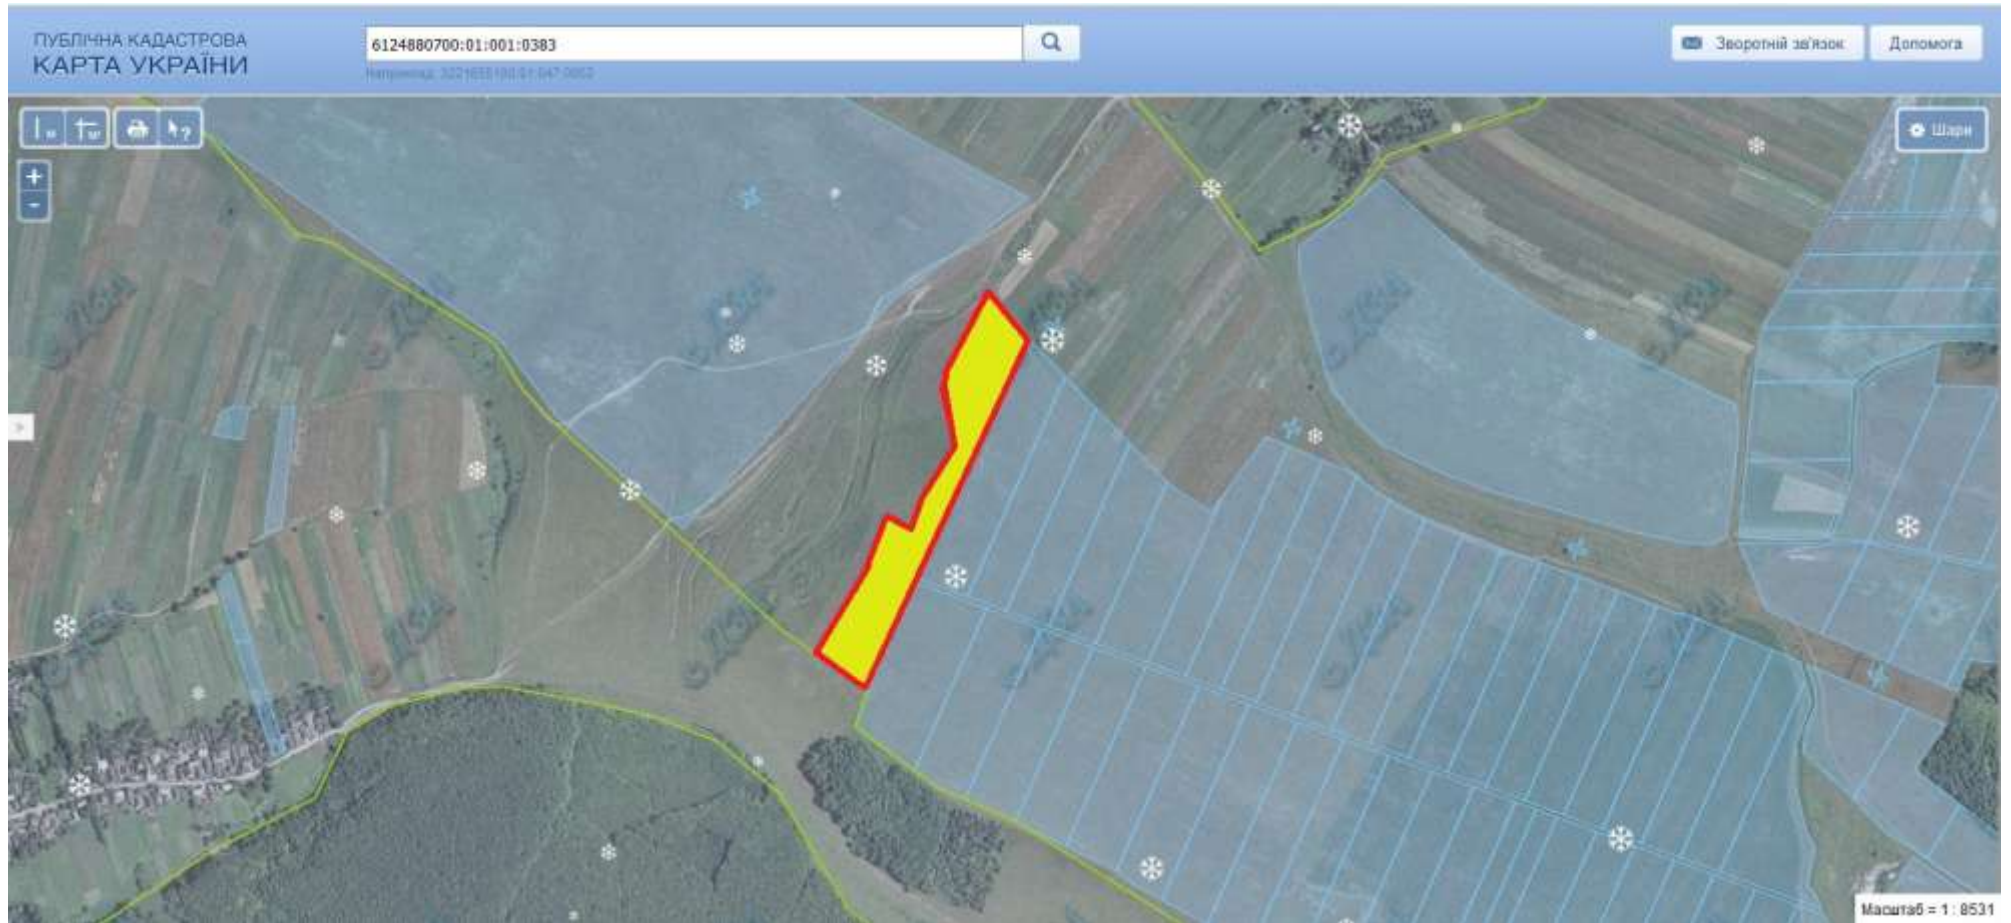 ПУБЛІЧНА КАДАСТРОВА
КАРТА УКРАЇНИ
6124880700:01:001:0383
Зворотній зв'язок
Допомога
Шари
+
-
Масштаб = 1 : 8531